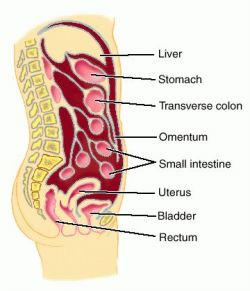 Liver
Stomach
Transverse colon
Omentum
Small intestine
Uterus
Bladder
Rectum